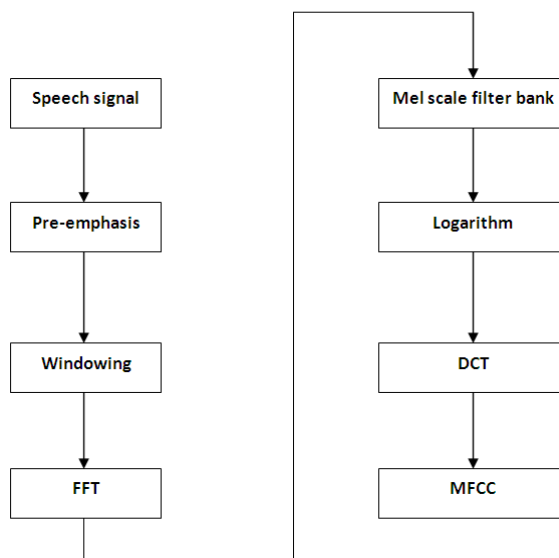 Speech signal
Pre-emphasis
Windowing
FFT
Mel scale filter bank
Logarithm
DCT
MFCC